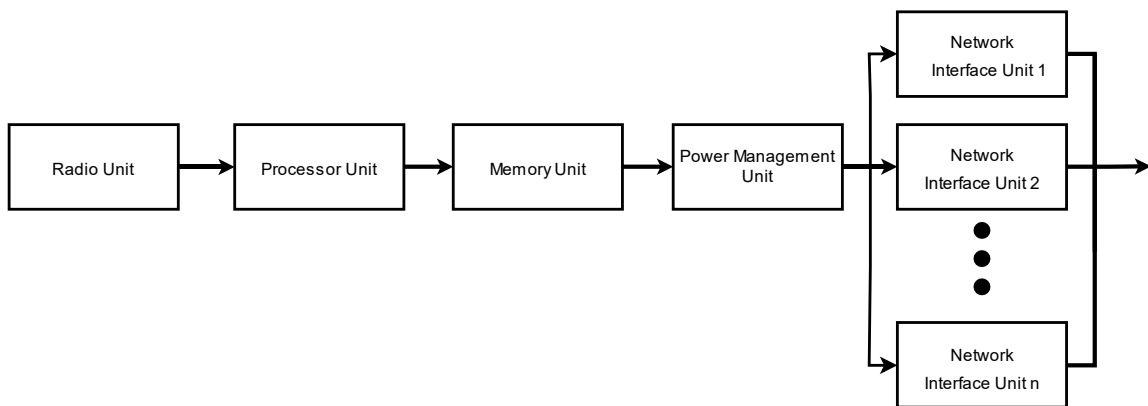 Radio Unit
Processor Unit
Memory Unit
Power Management
Unit
Network
Interface Unit 1
Network
Interface Unit 2
Network
Interface Unit n